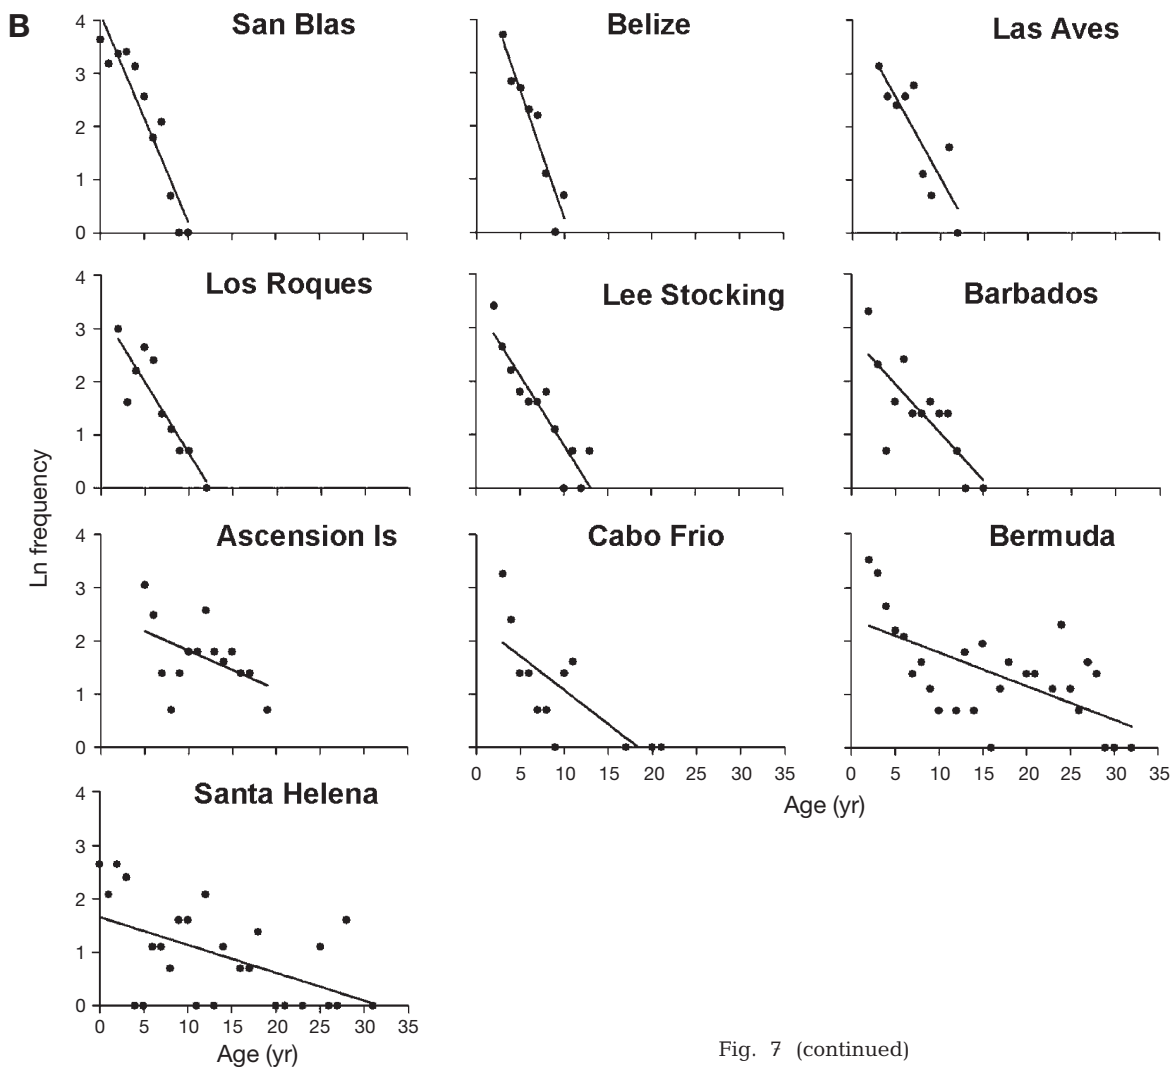 B
San Blas
Belize
Las Aves
4
3
2
1
0
Los Roques
Lee Stocking
Barbados
4
3
2
1
0
Ln frequency
Ascension Is
Cabo Frio
Bermuda
4
3
2
1
0
0 5 10 15 20 25 30 35
0 5 10 15 20 25 30 35
Age (yr)
Santa Helena
4
3
2
1
0
0 5 10 15 20 25 30 35
Age (yr)
Fig. 7 (continued)